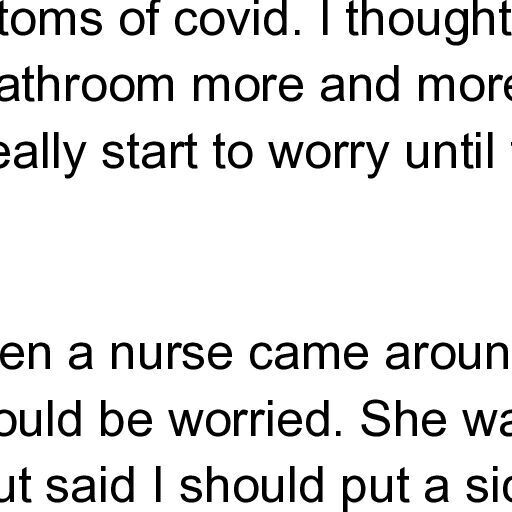 toms of covid. I thought
athroom more and more
eally start to worry until
en a nurse came aroun
ould be worried. She wa
ut said I should put a sid